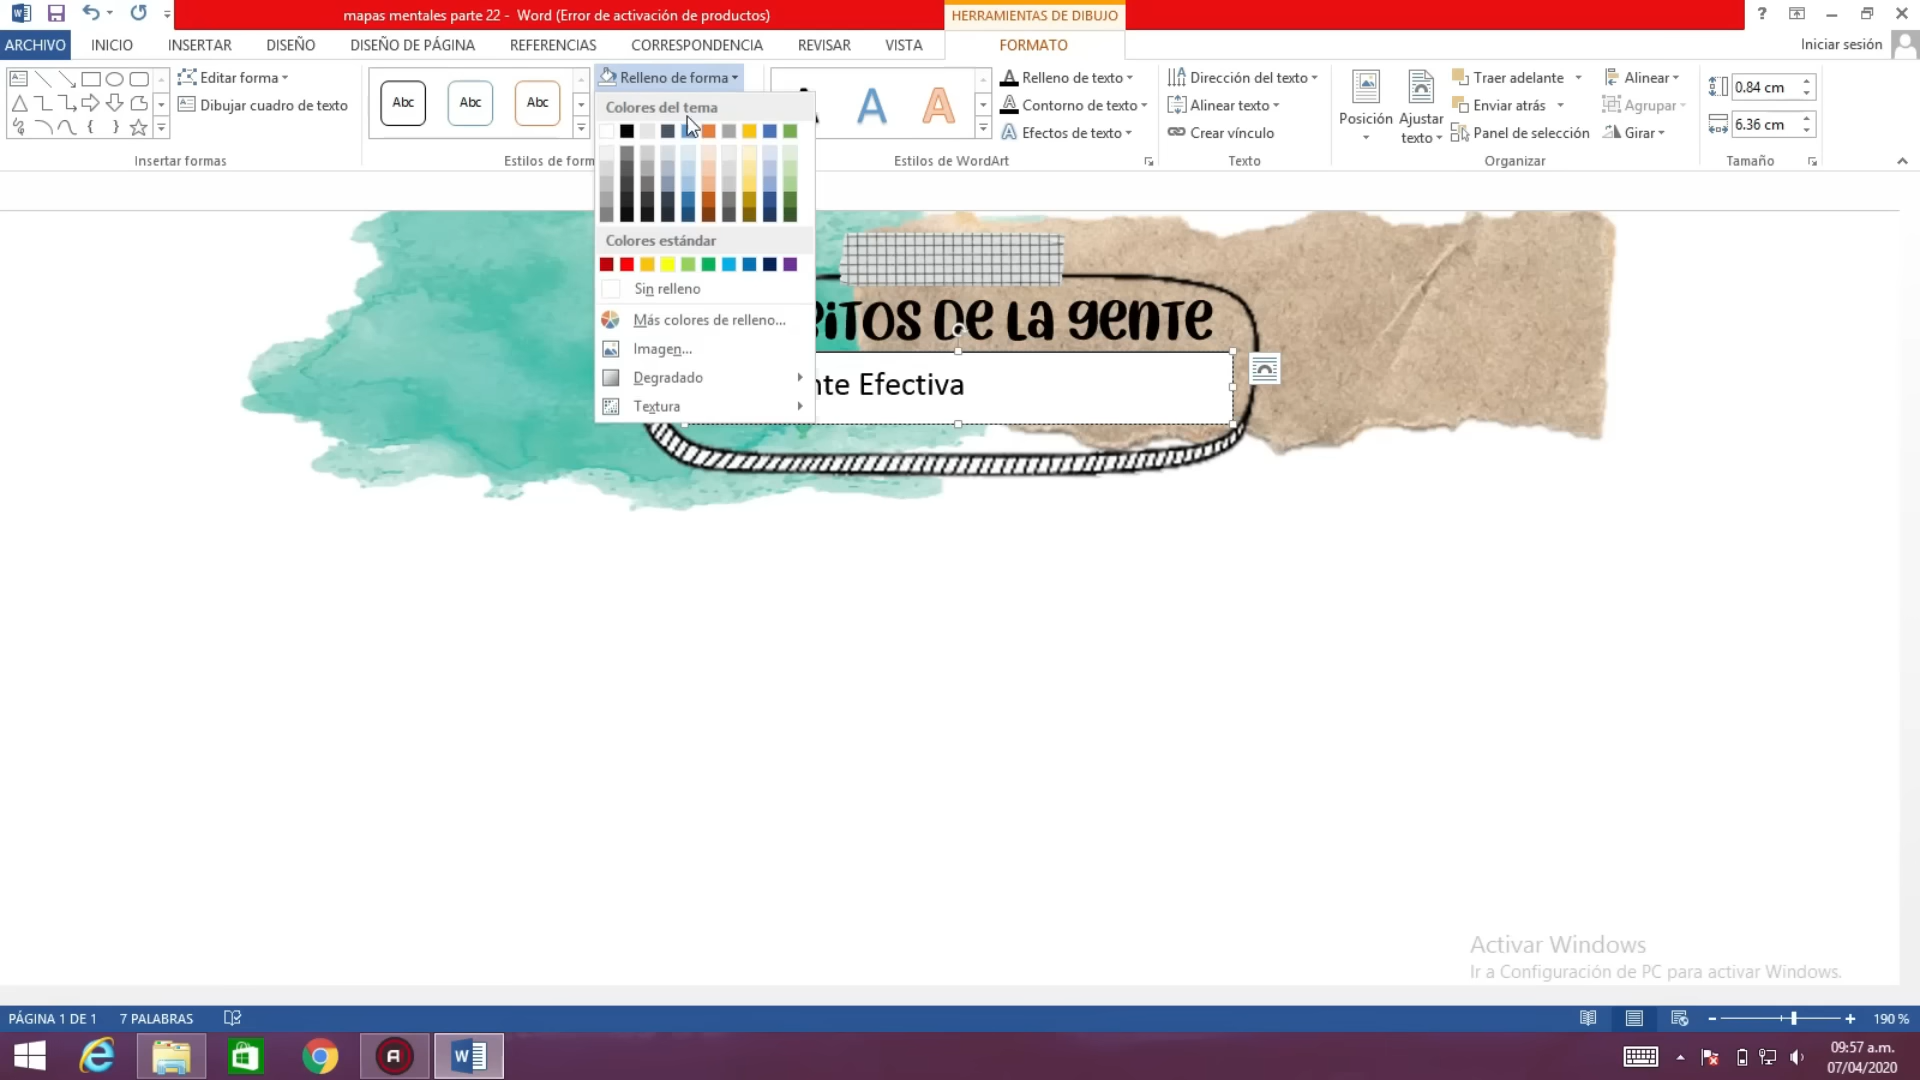 mapas mentales parte 22 - Word (Error de activación de productos)
HERRAMIENTAS DE DIBUJO
ARCHIVO INICIO INSERTAR DISEÑO DISEÑO DE PÁGINA REFERENCIAS CORRESPONDENCIA REVISAR VISTA FORMATO Iniciar sesión
Editar forma
Dibujar cuadro de texto
Insertar formas
Abc Abc Abc
Relleno de forma
Colores del tema
Colores estándar
Sin relleno
Más colores de relleno...
Imagen...
Degradado
Textura
Relleno de texto
Contorno de texto
Efectos de texto
Estilos de WordArt
Dirección del texto
Alinear texto
Crear vínculo
Texto
Posición
Ajustar
texto
Traer adelante
Enviar atrás
Panel de selección
Alinear
Agrupar
Girar
Organizar
0.84 cm
6.36 cm
Tamaño
DE La gente
Efectiva
Activar Windows
Ir a Configuración de PC para activar Windows.
PÁGINA 1 DE 1 7 PALABRAS 190 %
09:57 a.m.
07/04/2020